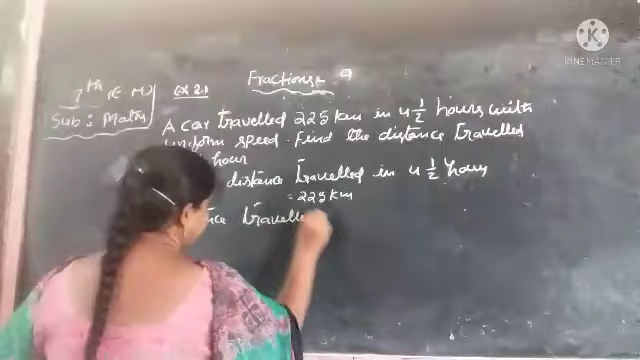 Fractions - 9
7th (E.M)
Ex 2.1
Sub: Maths
A car travelled 225 km in 4 1/2 hours with
uniform speed. Find the distance travelled
hour
distance travelled in 4 1/2 hours
= 225 km
travelle
KINEMASTER